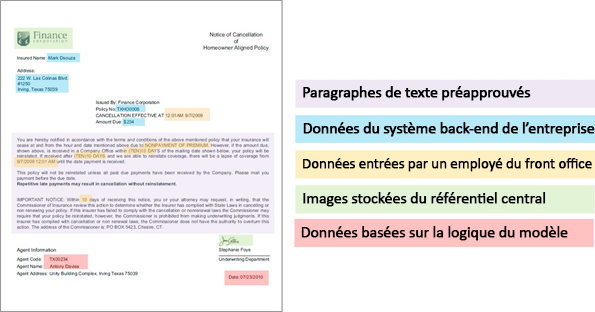 Finance
corporation
Notice of Cancellation
of
Homeowner Aligned Policy
Insured Name: Mark Desuza
Address:
222 W. Las Colinas Blvd.
#1250
Irving, Texas 75039
Issued By: Finance Corporation
Policy No: TXHO0006
CANCELLATION EFFECTIVE AT 12:01AM 9/7/2009
Amount Due: $ 234
You are hereby notified in accordance with the terms and conditions of the above mentioned policy that your insurance will
cease at and from the hour and date mentioned above due to NONPAYMENT OF PREMIUM. However, if the amount due,
shown above, is received in a Company Office within (TEN)10 DAYS of the mailing date shown below, your policy will be
reinstated. If received after (TEN)10 DAYS and we are able to reinstate coverage, there will be a lapse of coverage from
9/7/2009 12:01 AM until the date payment is received.
This policy will not be reinstated unless all past due payments have been received by the Company. Please mail you
payment before the due date.
Repetitive late payments may result in cancellation without reinstatement.
IMPORTANT NOTICE: Within 10 days of receiving this notice, you or your attorney may request, in writing, that the
Commissioner of Insurance review this action to determine whether the Insurer has complied with State Laws in cancelling or
non renewing your policy. If the insurer has failed to comply with the cancellation or nonrenewal laws the Commissioner may
require that your policy be reinstated, however, the Commissioner is prohibited from making underwriting judgments. If this
insurer has complied with cancellation or non renewal laws, the Commissioner does not have the authority to overturn this
action. The address of the Commissioner is: PO BOX 5423, Chester, CT.
Stephanie Foye
Agent Information
Underwriting Department
Agent Code: TX00234
Agent Name: Antony Davies
Agent Address: Unity Building Complex, Irving Texas 75039
Date: 07/23/2010
Paragraphes de texte préapprouvés
Données du système back-end de l'entreprise
Données entrées par un employé du front office
Images stockées du référentiel central
Données basées sur la logique du modèle